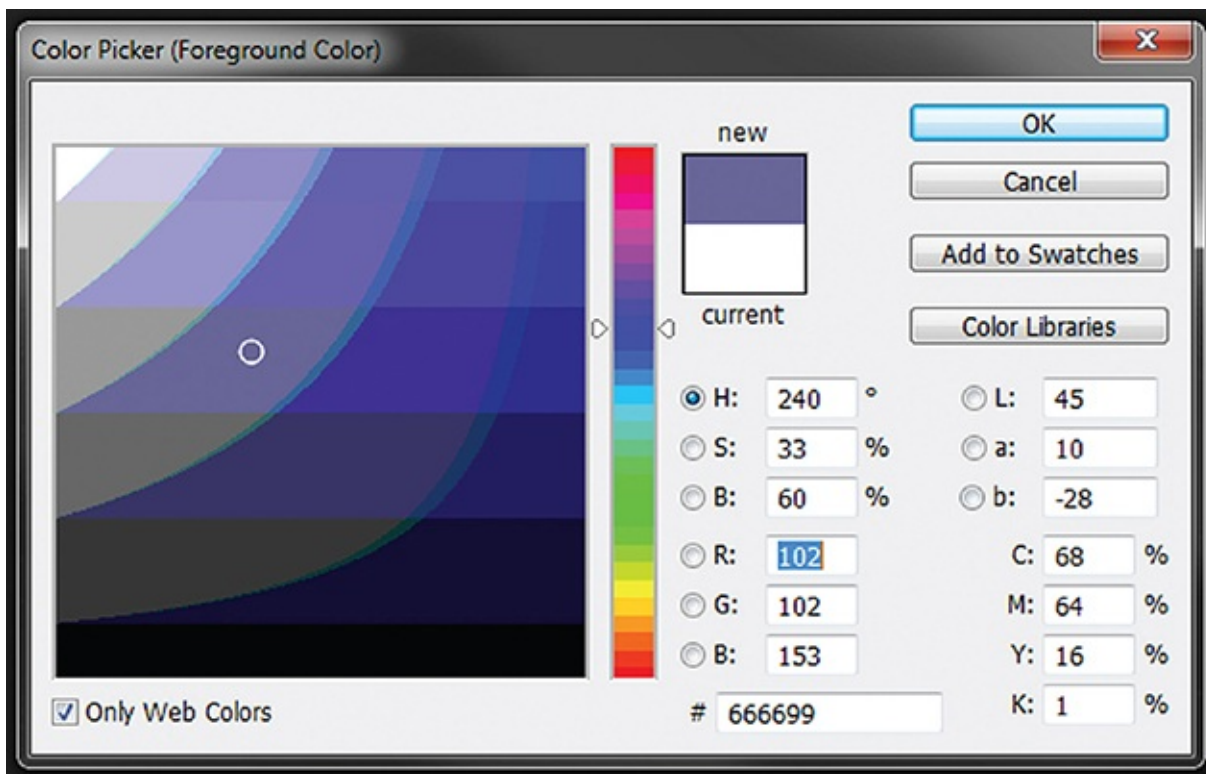 Color Picker (Foreground Color)
x
new
current
OK
Cancel
Add to Swatches
Color Libraries
H: 240 °
S: 33 %
B: 60 %
R: 102
G: 102
B: 153
# 666699
L: 45
a: 10
b: -28
C: 68 %
M: 64 %
Y: 16 %
K: 1 %
Only Web Colors